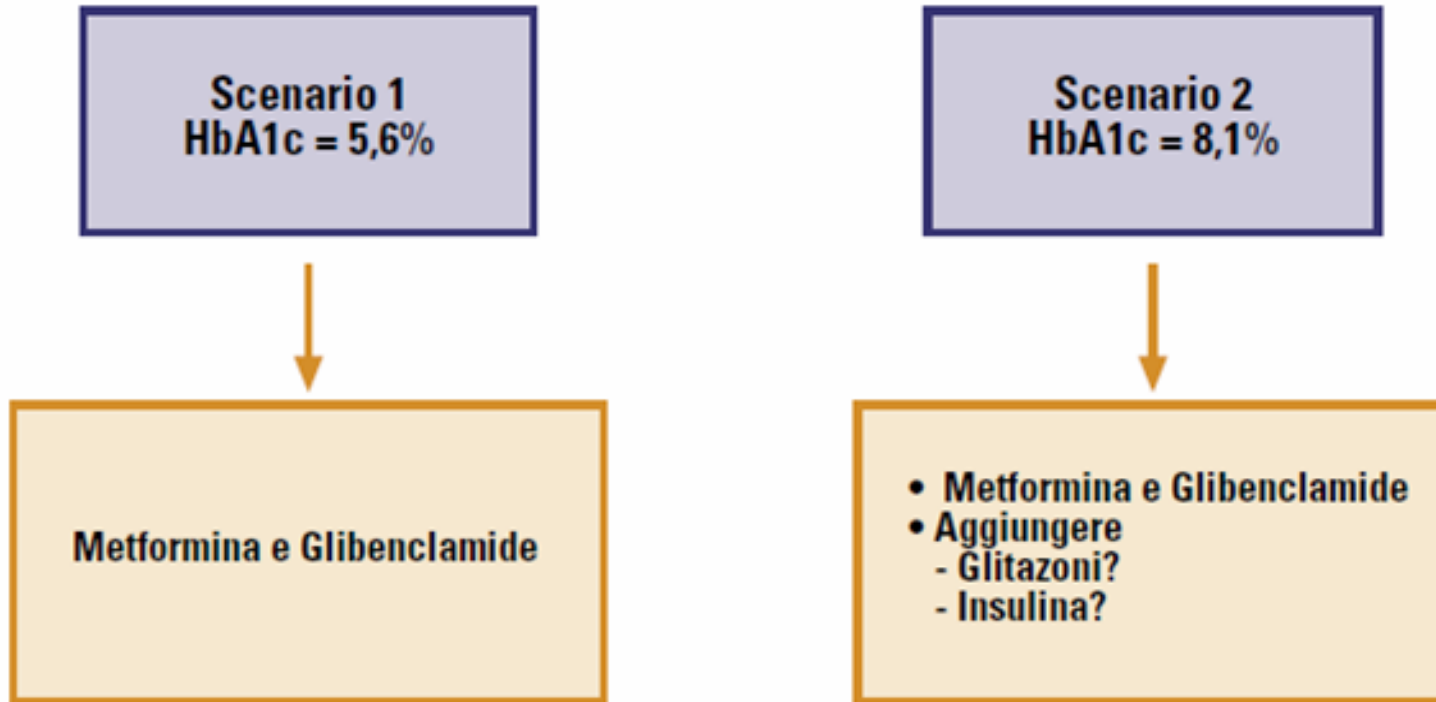 Scenario 1
HbA1c = 5,6%
Scenario 2
HbA1c = 8,1%
Metformina e Glibenclamide
• Metformina e Glibenclamide
• Aggiungere
- Glitazoni?
- Insulina?